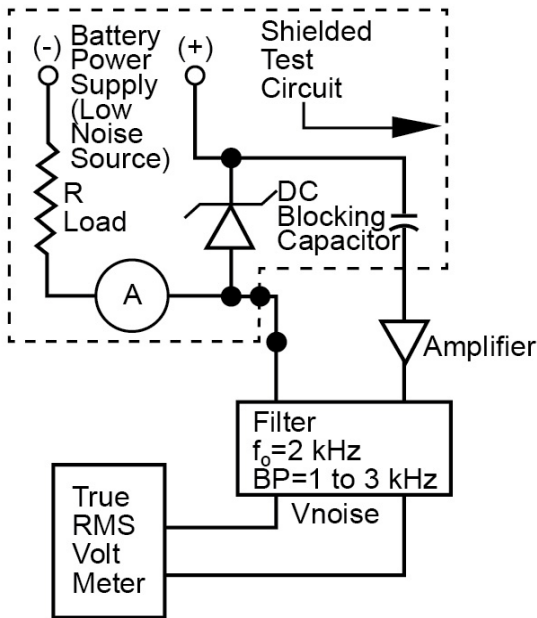 (-)
Battery
Power
Supply
(Low
Noise
Source)
(+)
Shielded
Test
Circuit
R
Load
DC
Blocking
Capacitor
A
Amplifier
Filter
fo=2 kHz
BP=1 to 3 kHz
Vnoise
True
RMS
Volt
Meter